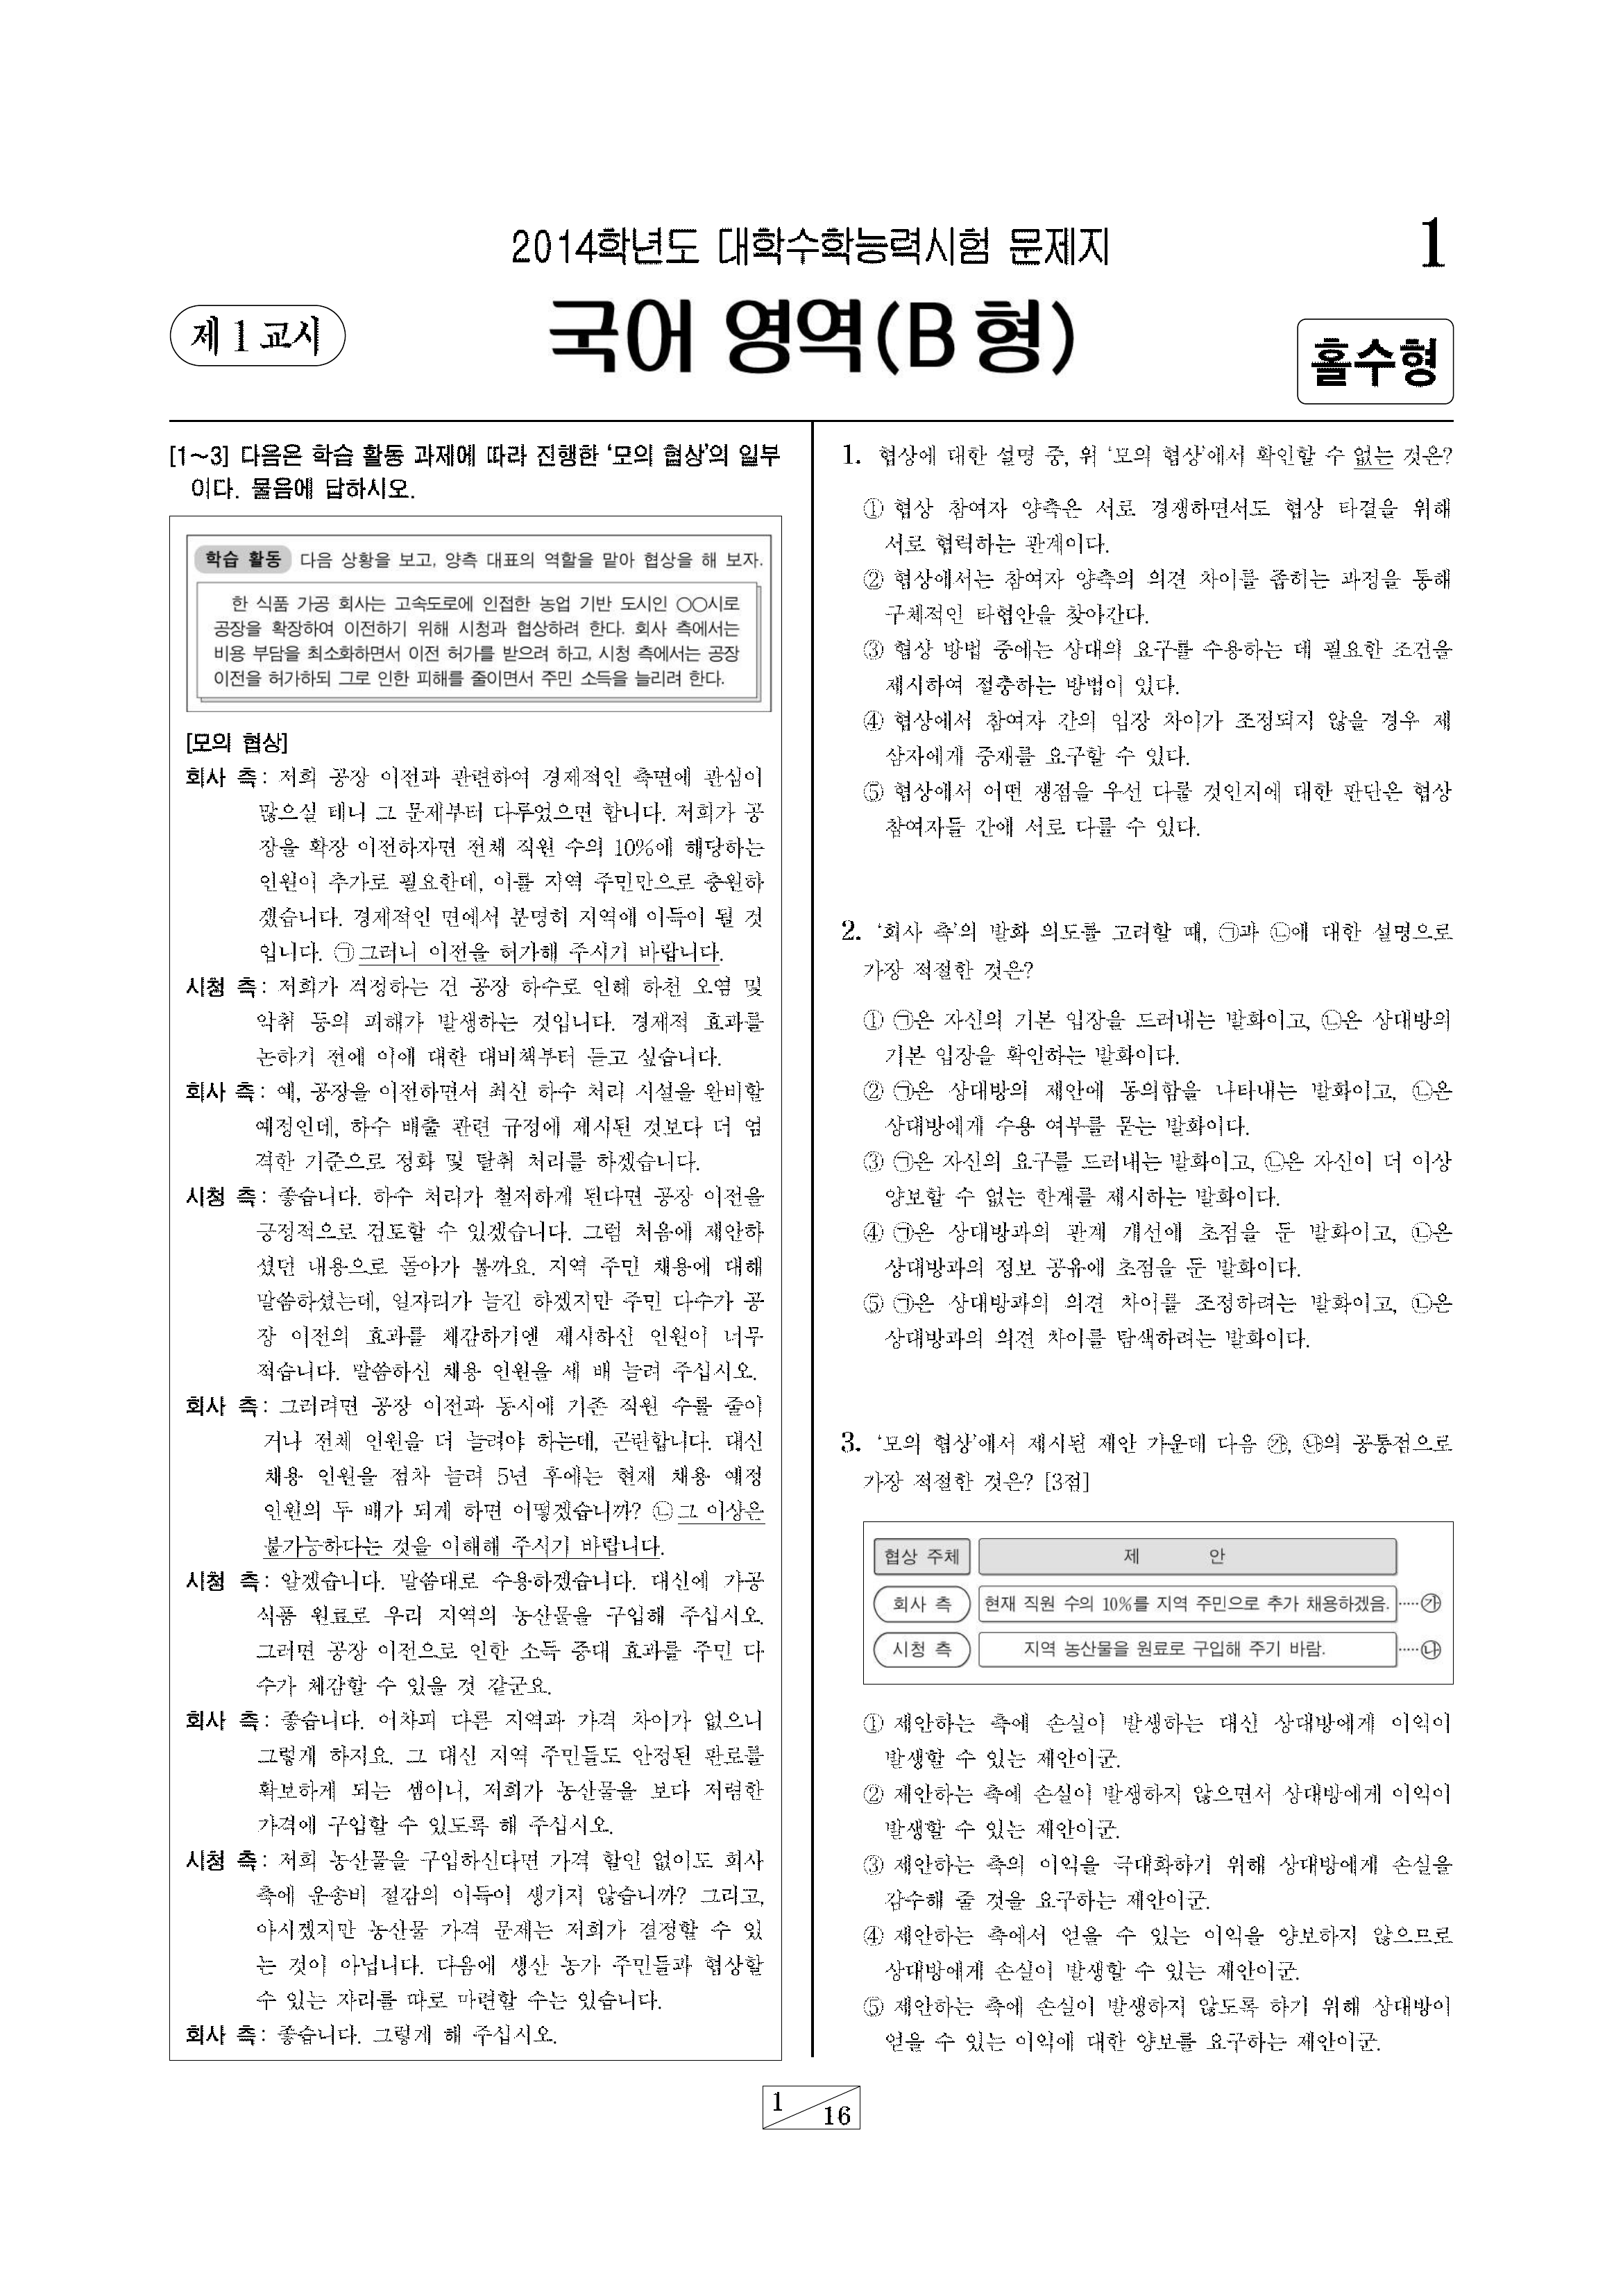 2014학년도 대학수학능력시험 문제지
1
제 1 교시
국어 영역(B 형)
홀수형
[1~3] 다음은 학습 활동 과제에 따라 진행한 ‘모의 협상’의 일부
이다. 물음에 답하시오.
학습 활동 다음 상황을 보고, 양측 대표의 역할을 맡아 협상을 해 보자.
한 식품 가공 회사는 고속도로에 인접한 농업 기반 도시인 ○○시로
공장을 확장하여 이전하기 위해 시청과 협상하려 한다. 회사 측에서는
비용 부담을 최소화하면서 이전 허가를 받으려 하고, 시청 측에서는 공장
이전을 허가하되 그로 인한 피해를 줄이면서 주민 소득을 늘리려 한다.
[모의 협상]
회사 측: 저희 공장 이전과 관련하여 경제적인 측면에 관심이
많으실 테니 그 문제부터 다루었으면 합니다. 저희가 공
장을 확장 이전하자면 전체 직원 수의 10%에 해당하는
인원이 추가로 필요한데, 이를 지역 주민만으로 충원하
겠습니다. 경제적인 면에서 분명히 지역에 이득이 될 것
입니다. ㉠그러니 이전을 허가해 주시기 바랍니다.
시청 측: 저희가 걱정하는 건 공장 하수로 인해 하천 오염 및
악취 등의 피해가 발생하는 것입니다. 경제적 효과를
논하기 전에 이에 대한 대비책부터 듣고 싶습니다.
회사 측: 예, 공장을 이전하면서 최신 하수 처리 시설을 완비할
예정인데, 하수 배출 관련 규정에 제시된 것보다 더 엄
격한 기준으로 정화 및 탈취 처리를 하겠습니다.
시청 측: 좋습니다. 하수 처리가 철저하게 된다면 공장 이전을
긍정적으로 검토할 수 있겠습니다. 그럼 처음에 제안하
셨던 내용으로 돌아가 볼까요. 지역 주민 채용에 대해
말씀하셨는데, 일자리가 늘긴 하겠지만 주민 다수가 공
장 이전의 효과를 체감하기엔 제시하신 인원이 너무
적습니다. 말씀하신 채용 인원을 세 배 늘려 주십시오.
회사 측: 그러려면 공장 이전과 동시에 기존 직원 수를 줄이
거나 전체 인원을 더 늘려야 하는데, 곤란합니다. 대신
채용 인원을 점차 늘려 5년 후에는 현재 채용 예정
인원의 두 배가 되게 하면 어떻겠습니까? ㉡그 이상은
불가능하다는 것을 이해해 주시기 바랍니다.
시청 측: 알겠습니다. 말씀대로 수용하겠습니다. 대신에 가공
식품 원료로 우리 지역의 농산물을 구입해 주십시오.
그러면 공장 이전으로 인한 소득 증대 효과를 주민 다
수가 체감할 수 있을 것 같군요.
회사 측: 좋습니다. 어차피 다른 지역과 가격 차이가 없으니
그렇게 하지요. 그 대신 지역 주민들도 안정된 판로를
확보하게 되는 셈이니, 저희가 농산물을 보다 저렴한
가격에 구입할 수 있도록 해 주십시오.
시청 측: 저희 농산물을 구입하신다면 가격 할인 없이도 회사
측에 운송비 절감의 이득이 생기지 않습니까? 그리고,
아시겠지만 농산물 가격 문제는 저희가 결정할 수 있
는 것이 아닙니다. 다음에 생산 농가 주민들과 협상할
수 있는 자리를 따로 마련할 수는 있습니다.
회사 측: 좋습니다. 그렇게 해 주십시오.
1. 협상에 대한 설명 중, 위 ‘모의 협상’에서 확인할 수 없는 것은?
① 협상 참여자 양측은 서로 경쟁하면서도 협상 타결을 위해
서로 협력하는 관계이다.
② 협상에서는 참여자 양측의 의견 차이를 좁히는 과정을 통해
구체적인 타협안을 찾아간다.
③ 협상 방법 중에는 상대의 요구를 수용하는 데 필요한 조건을
제시하여 절충하는 방법이 있다.
④ 협상에서 참여자 간의 입장 차이가 조정되지 않을 경우 제
삼자에게 중재를 요구할 수 있다.
⑤ 협상에서 어떤 쟁점을 우선 다룰 것인지에 대한 판단은 협상
참여자들 간에 서로 다를 수 있다.
2. ‘회사 측’의 발화 의도를 고려할 때, ㉠과 ㉡에 대한 설명으로
가장 적절한 것은?
① ㉠은 자신의 기본 입장을 드러내는 발화이고, ㉡은 상대방의
기본 입장을 확인하는 발화이다.
② ㉠은 상대방의 제안에 동의함을 나타내는 발화이고, ㉡은
상대방에게 수용 여부를 묻는 발화이다.
③ ㉠은 자신의 요구를 드러내는 발화이고, ㉡은 자신이 더 이상
양보할 수 없는 한계를 제시하는 발화이다.
④ ㉠은 상대방과의 관계 개선에 초점을 둔 발화이고, ㉡은
상대방과의 정보 공유에 초점을 둔 발화이다.
⑤ ㉠은 상대방과의 의견 차이를 조정하려는 발화이고, ㉡은
상대방과의 의견 차이를 탐색하려는 발화이다.
3. ‘모의 협상’에서 제시된 제안 가운데 다음 ㉮, ㉯의 공통점으로
가장 적절한 것은? [3점]
협상 주체 제 안
회사 측 현재 직원 수의 10%를 지역 주민으로 추가 채용하겠음. ·····㉮
시청 측 지역 농산물을 원료로 구입해 주기 바람. ·····㉯
① 제안하는 측에 손실이 발생하는 대신 상대방에게 이익이
발생할 수 있는 제안이군.
② 제안하는 측에 손실이 발생하지 않으면서 상대방에게 이익이
발생할 수 있는 제안이군.
③ 제안하는 측의 이익을 극대화하기 위해 상대방에게 손실을
감수해 줄 것을 요구하는 제안이군.
④ 제안하는 측에서 얻을 수 있는 이익을 양보하지 않으므로
상대방에게 손실이 발생할 수 있는 제안이군.
⑤ 제안하는 측에 손실이 발생하지 않도록 하기 위해 상대방이
얻을 수 있는 이익에 대한 양보를 요구하는 제안이군.
1
16